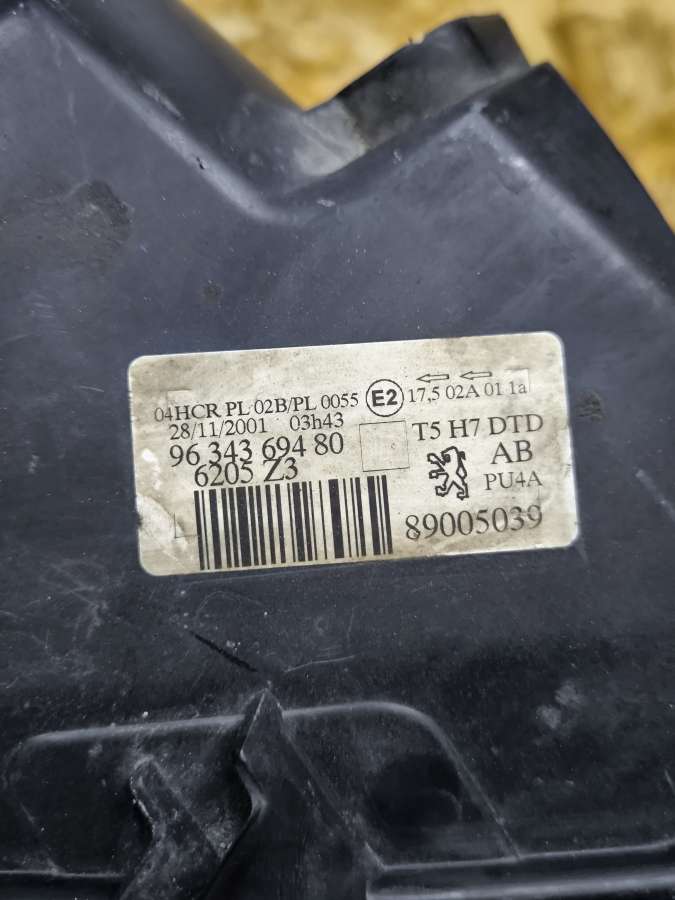 04HCR PL 02B/PL 0055 E2 17,5 02A 01 1a
28/11/2001 03h43
96 343 694 80
6205 Z3
T5 H7 DTD
AB
PU4A
89005039